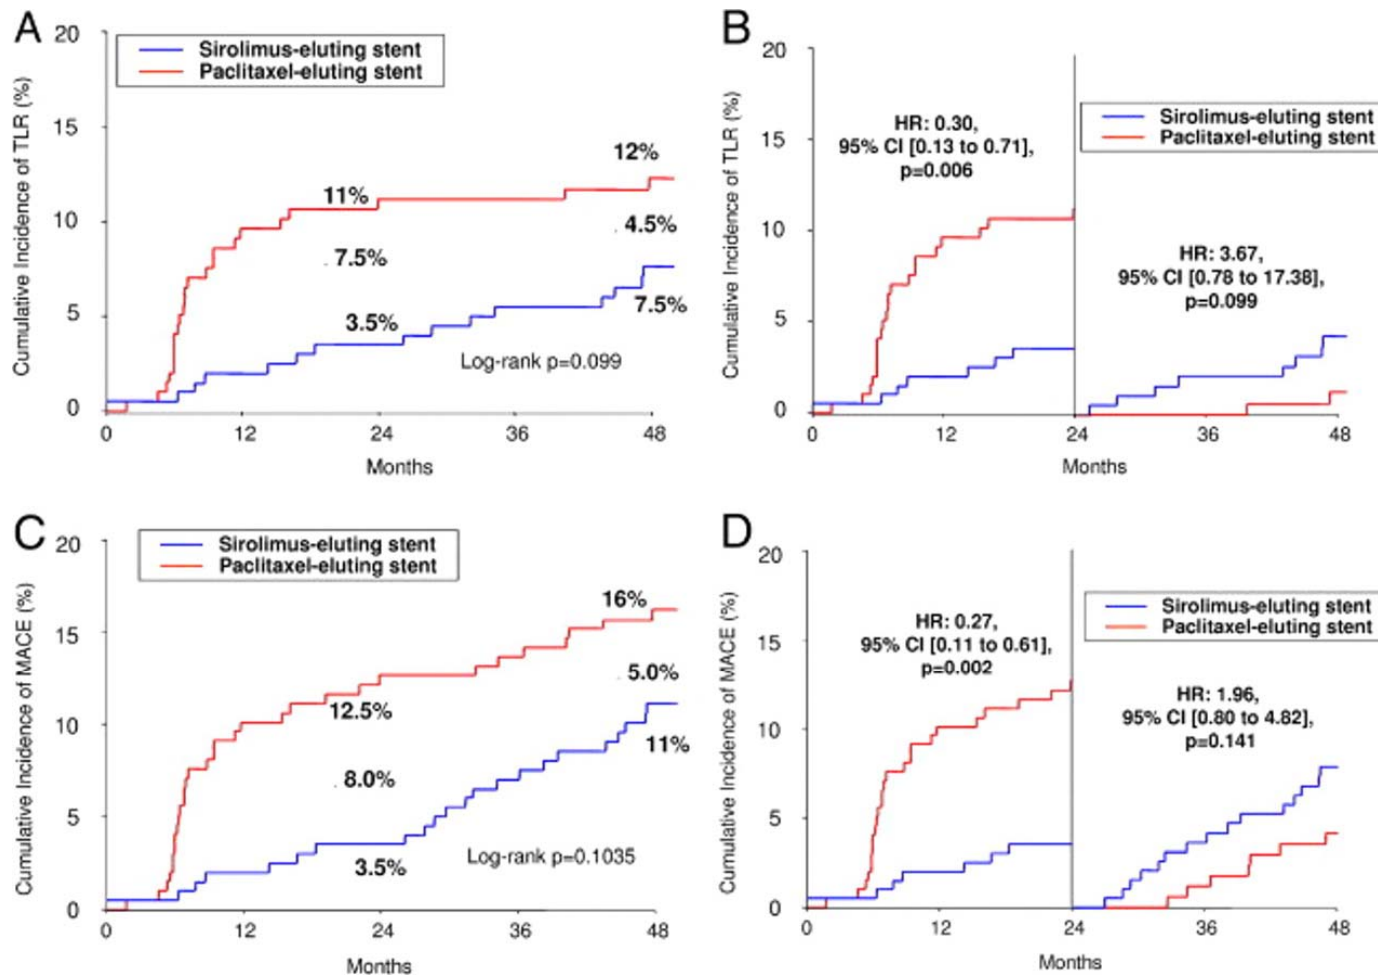 A
20
15
10
5
0
Cumulative Incidence of TLR (%)
Sirolimus-eluting stent
Paclitaxel-eluting stent
12%
11%
4.5%
7.5%
7.5%
3.5%
Log-rank p=0.099
0 12 24 36 48
Months
B
20
15
10
5
0
Cumulative Incidence of TLR (%)
HR: 0.30,
95% CI [0.13 to 0.71],
p=0.006
Sirolimus-eluting stent
Paclitaxel-eluting stent
HR: 3.67,
95% CI [0.78 to 17.38],
p=0.099
0 12 24 36 48
Months
C
20
15
10
5
0
Cumulative Incidence of MACE (%)
Sirolimus-eluting stent
Paclitaxel-eluting stent
16%
5.0%
12.5%
11%
8.0%
3.5%
Log-rank p=0.1035
0 12 24 36 48
Months
D
20
15
10
5
0
Cumulative Incidence of MACE (%)
HR: 0.27,
95% CI [0.11 to 0.61],
p=0.002
Sirolimus-eluting stent
Paclitaxel-eluting stent
HR: 1.96,
95% CI [0.80 to 4.82],
p=0.141
0 12 24 36 48
Months